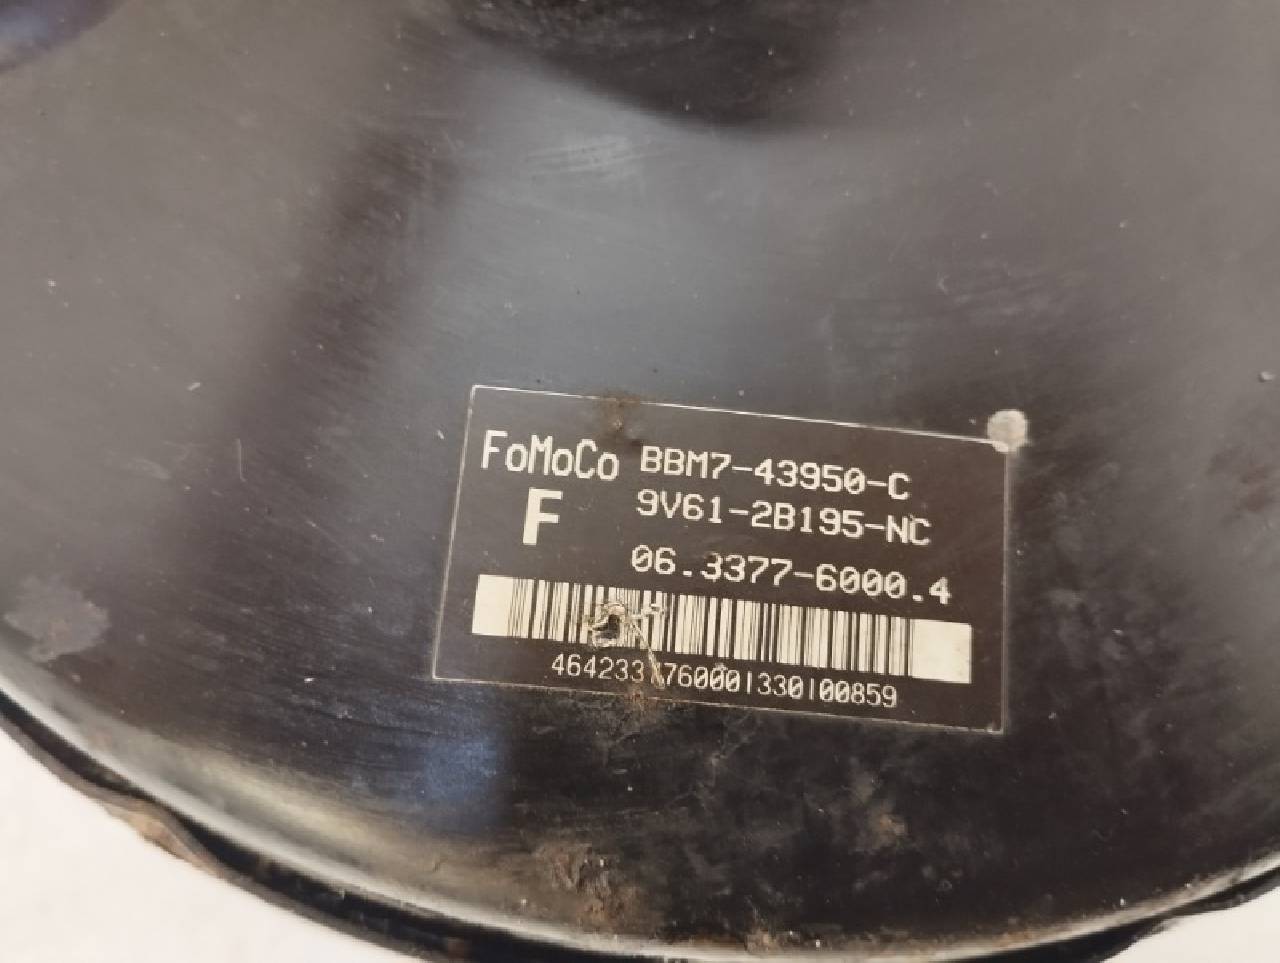 FoMoCo BBM7-43950-C
F 9V61-2B195-NC
06.3377-6000.4